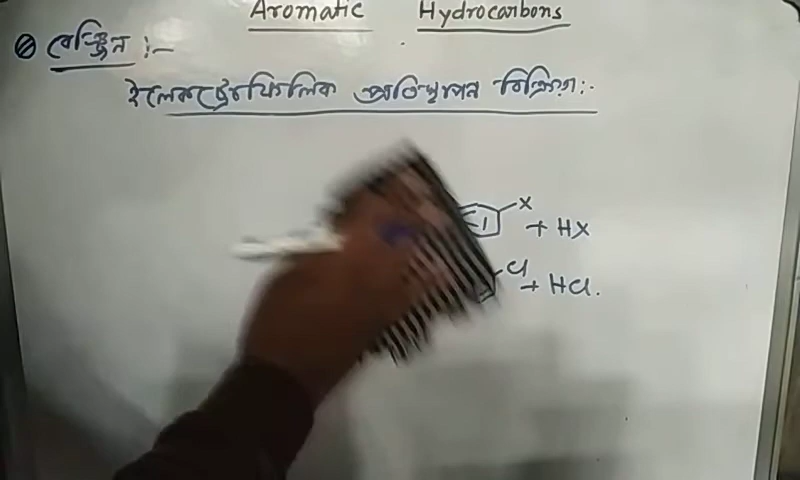 Aromatic Hydrocarbons
বেঞ্জিন :-
ইলেকট্রোফিলিক প্রতিস্থাপন বিক্রিয়া :-
X + HX
Cl + HCl.